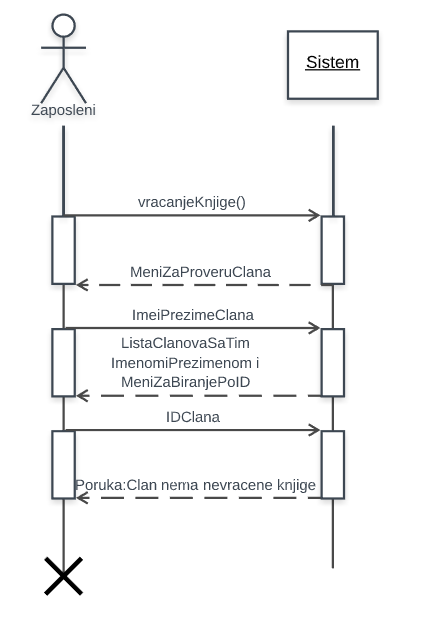 Zaposleni
Sistem
vracanjeKnjige()
MeniZaProveruClana
ImeiPrezimeClana
ListaClanovaSaTim
ImenomiPrezimenom i
MeniZaBiranjePoID
IDClana
Poruka:Clan nema nevracene knjige